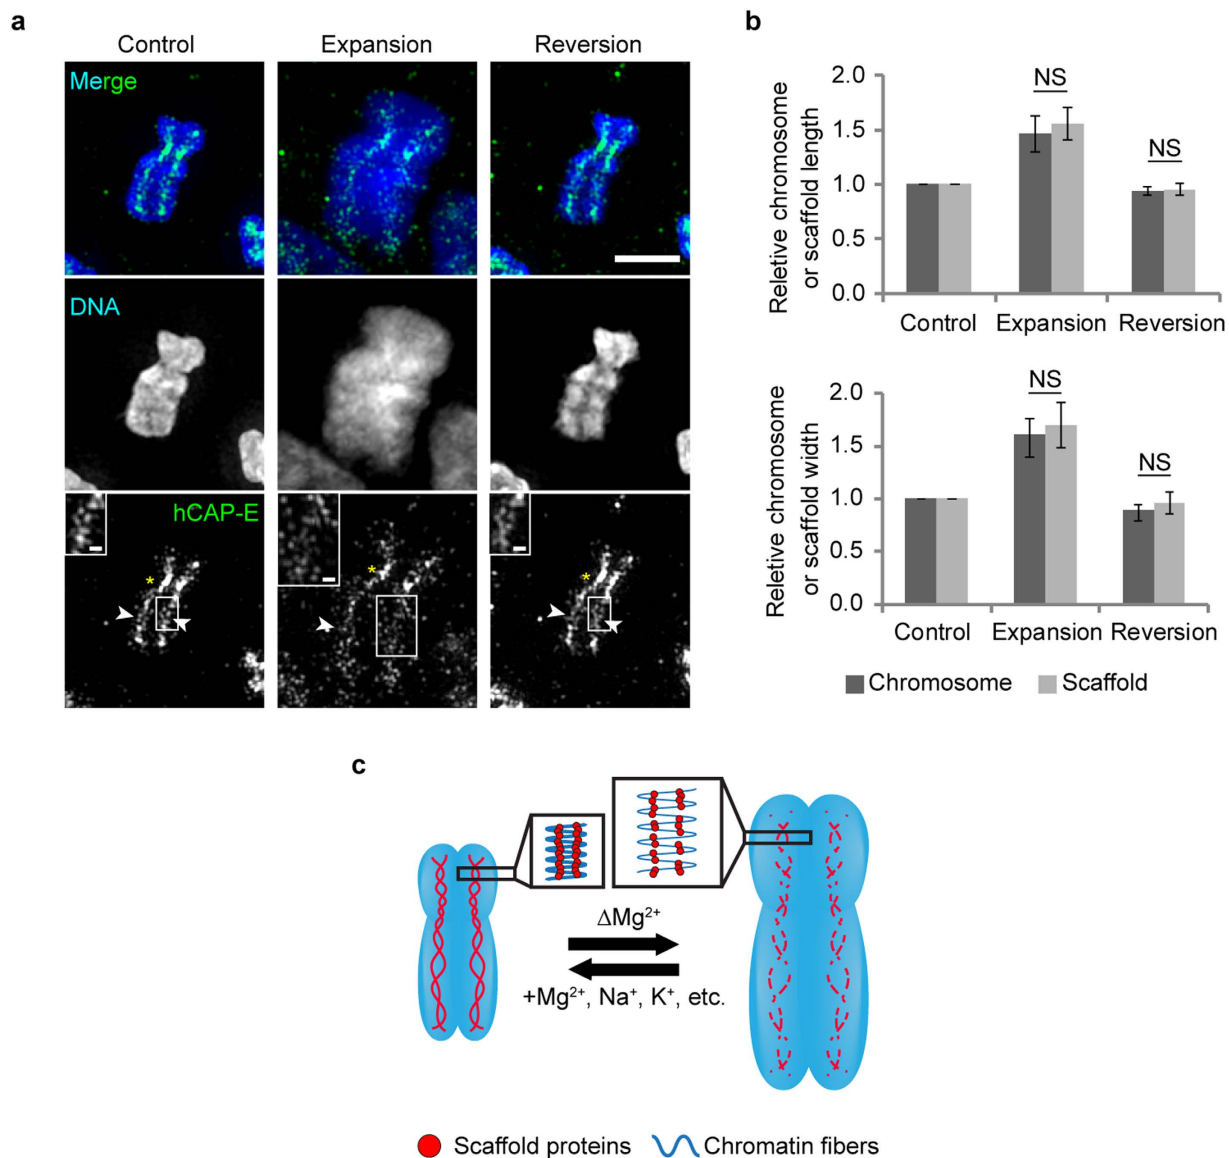 a
Control Expansion Reversion
Merge
DNA
hCAP-E
*
*
*
b
Reletive chromosome
or scaffold length
2.0
1.5
1.0
0.5
0.0
NS
NS
Control Expansion Reversion
Reletive chromosome
or scaffold width
2.0
1.5
1.0
0.5
0.0
NS
NS
Control Expansion Reversion
Chromosome Scaffold
c
ΔMg²⁺
+Mg²⁺, Na⁺, K⁺, etc.
Scaffold proteins Chromatin fibers